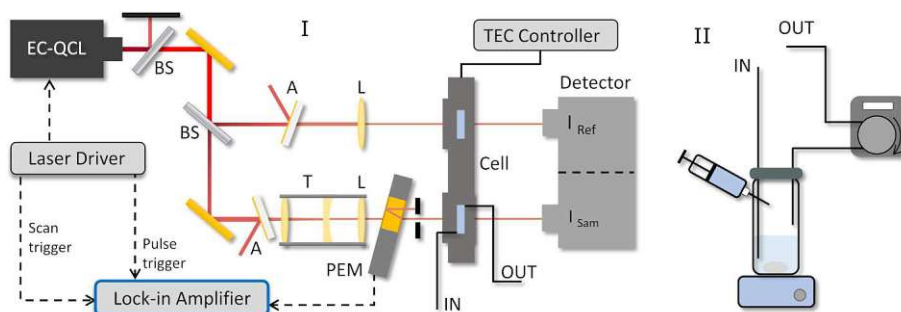 I
II
EC-QCL
BS
TEC Controller
OUT
IN
Detector
A
L
BS
I Ref
Cell
Laser Driver
T
L
I Sam
A
Scan
trigger
Pulse
trigger
PEM
OUT
IN
Lock-in Amplifier